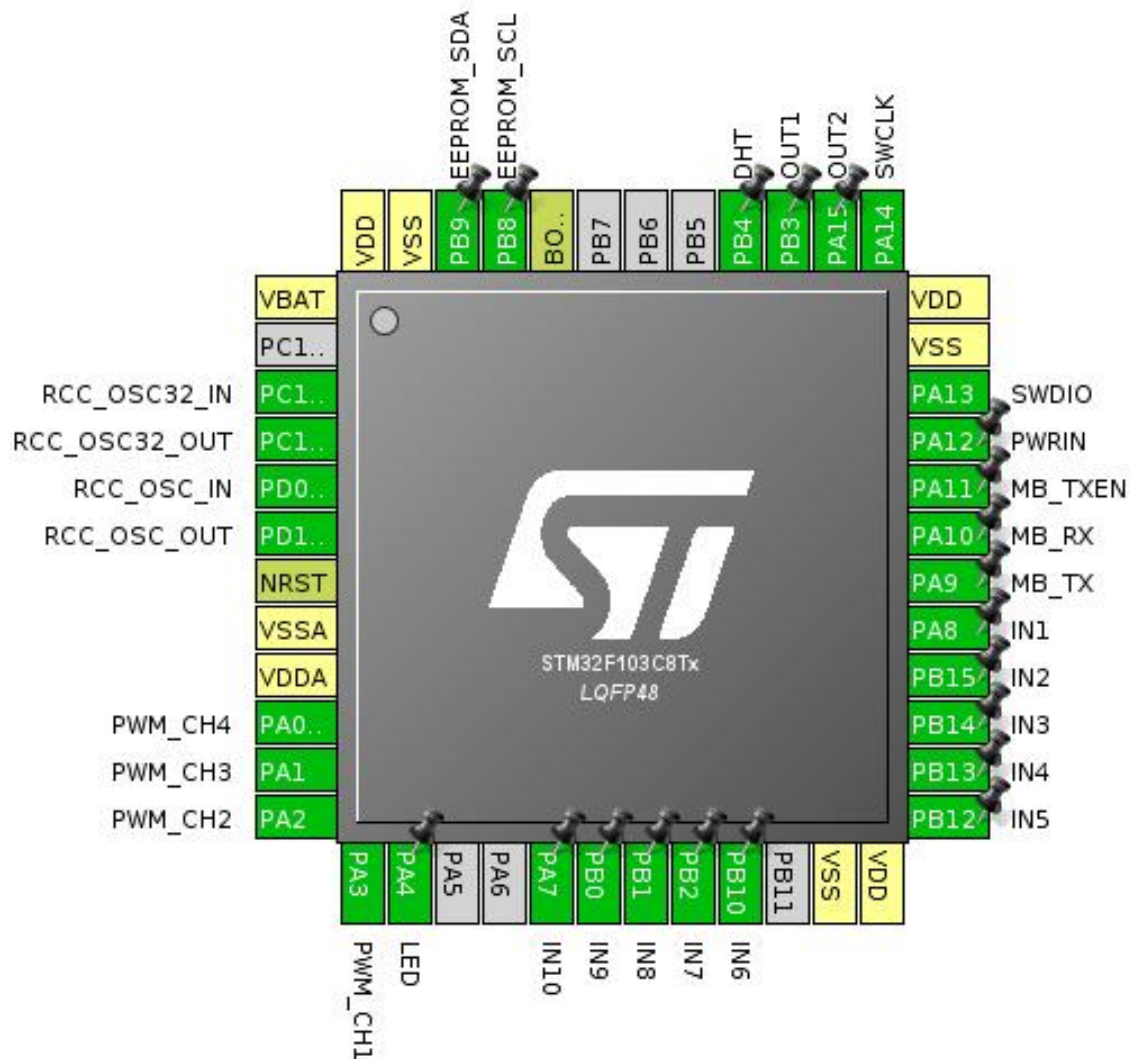 EEPROM_SDA
EEPROM_SCL
DHT
OUT1
OUT2
SWCLK
VDD
VSS
PB9
PB8
BO..
PB7
PB6
PB5
PB4
PB3
PA15
PA14
VBAT
PC1..
RCC_OSC32_IN PC1..
RCC_OSC32_OUT PC1..
RCC_OSC_IN PD0..
RCC_OSC_OUT PD1..
NRST
VSSA
VDDA
PWM_CH4 PA0..
PWM_CH3 PA1
PWM_CH2 PA2
ST
STM32F103C8Tx
LQFP48
VDD
VSS
PA13 SWDIO
PA12 PWRIN
PA11 MB_TXEN
PA10 MB_RX
PA9 MB_TX
PA8 IN1
PB15 IN2
PB14 IN3
PB13 IN4
PB12 IN5
PA3
PA4
PA5
PA6
PA7
PB0
PB1
PB2
PB10
PB11
VSS
VDD
PWM_CH1
LED
IN10
IN9
IN8
IN7
IN6